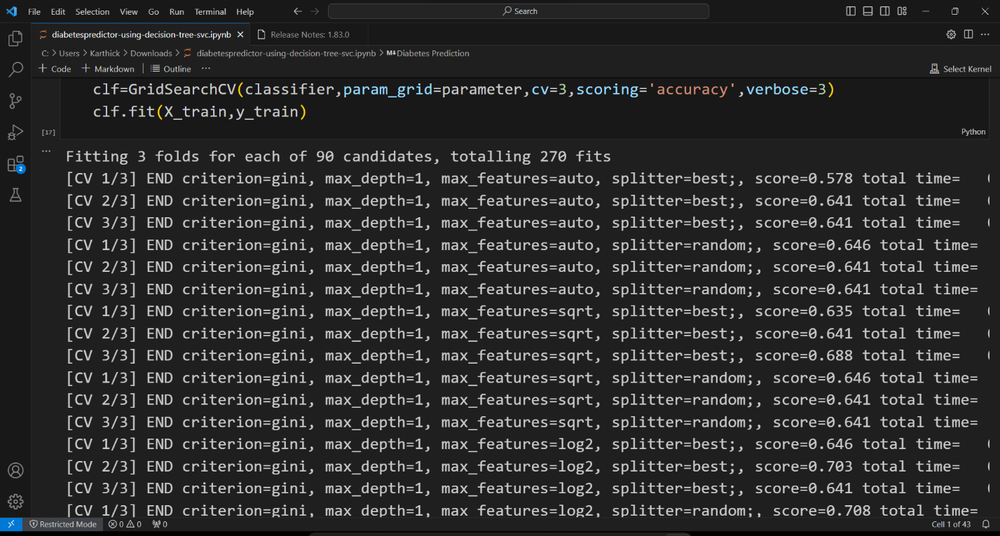 File Edit Selection View Go Run Terminal Help Search
diabetespredictor-using-decision-tree-svc.ipynb Release Notes: 1.83.0
C: > Users > Karthick > Downloads > diabetespredictor-using-decision-tree-svc.ipynb > M↓Diabetes Prediction
+ Code + Markdown | Outline ··· Select Kernel
clf=GridSearchCV(classifier,param_grid=parameter,cv=3,scoring='accuracy',verbose=3)
clf.fit(X_train,y_train)
[17] Python
··· Fitting 3 folds for each of 90 candidates, totalling 270 fits
[CV 1/3] END criterion=gini, max_depth=1, max_features=auto, splitter=best;, score=0.578 total time=
[CV 2/3] END criterion=gini, max_depth=1, max_features=auto, splitter=best;, score=0.641 total time=
[CV 3/3] END criterion=gini, max_depth=1, max_features=auto, splitter=best;, score=0.641 total time=
[CV 1/3] END criterion=gini, max_depth=1, max_features=auto, splitter=random;, score=0.646 total time=
[CV 2/3] END criterion=gini, max_depth=1, max_features=auto, splitter=random;, score=0.641 total time=
[CV 3/3] END criterion=gini, max_depth=1, max_features=auto, splitter=random;, score=0.641 total time=
[CV 1/3] END criterion=gini, max_depth=1, max_features=sqrt, splitter=best;, score=0.635 total time=
[CV 2/3] END criterion=gini, max_depth=1, max_features=sqrt, splitter=best;, score=0.641 total time=
[CV 3/3] END criterion=gini, max_depth=1, max_features=sqrt, splitter=best;, score=0.688 total time=
[CV 1/3] END criterion=gini, max_depth=1, max_features=sqrt, splitter=random;, score=0.646 total time=
[CV 2/3] END criterion=gini, max_depth=1, max_features=sqrt, splitter=random;, score=0.641 total time=
[CV 3/3] END criterion=gini, max_depth=1, max_features=sqrt, splitter=random;, score=0.641 total time=
[CV 1/3] END criterion=gini, max_depth=1, max_features=log2, splitter=best;, score=0.646 total time=
[CV 2/3] END criterion=gini, max_depth=1, max_features=log2, splitter=best;, score=0.703 total time=
[CV 3/3] END criterion=gini, max_depth=1, max_features=log2, splitter=best;, score=0.641 total time=
[CV 1/3] END criterion=gini, max_depth=1, max_features=log2, splitter=random;, score=0.708 total time=
2
Restricted Mode 0 0 0 Cell 1 of 43